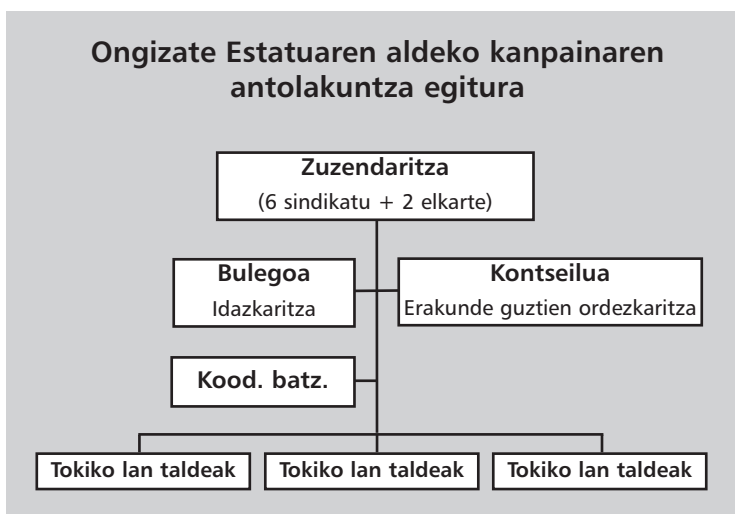 Ongizate Estatuaren aldeko kanpainaren
antolakuntza egitura
Zuzendaritza
(6 sindikatu + 2 elkarte)
Bulegoa
Idazkaritza
Kontseilua
Erakunde guztien ordezkaritza
Kood. batz.
Tokiko lan taldeak
Tokiko lan taldeak
Tokiko lan taldeak